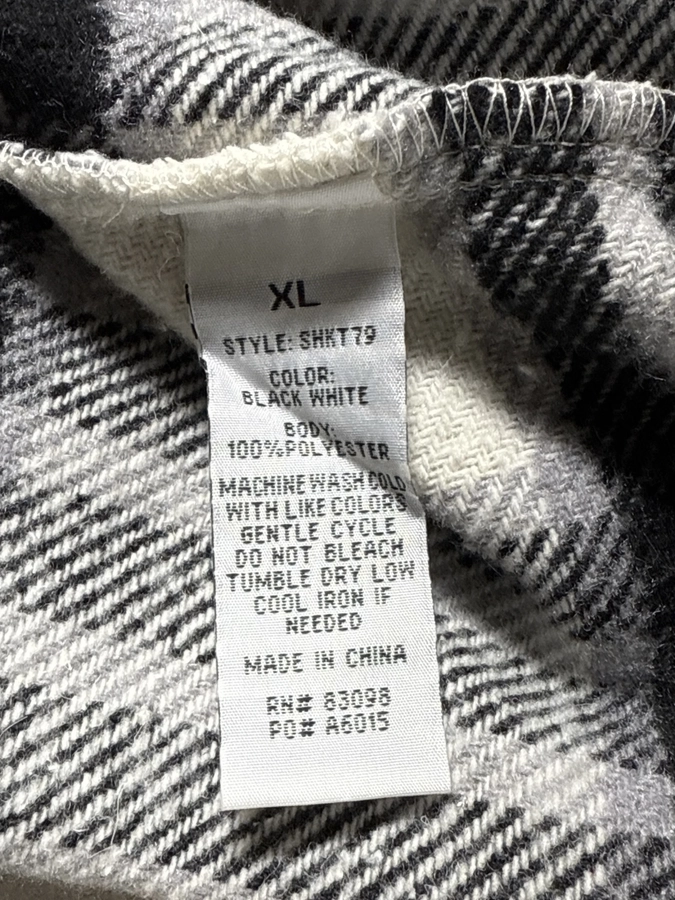 XL
STYLE: SHKT79
COLOR:
BLACK WHITE
BODY:
100%POLYESTER
MACHINE WASH COLD
WITH LIKE COLORS
GENTLE CYCLE
DO NOT BLEACH
TUMBLE DRY LOW
COOL IRON IF
NEEDED
MADE IN CHINA
RN# 83098
PO# A6015